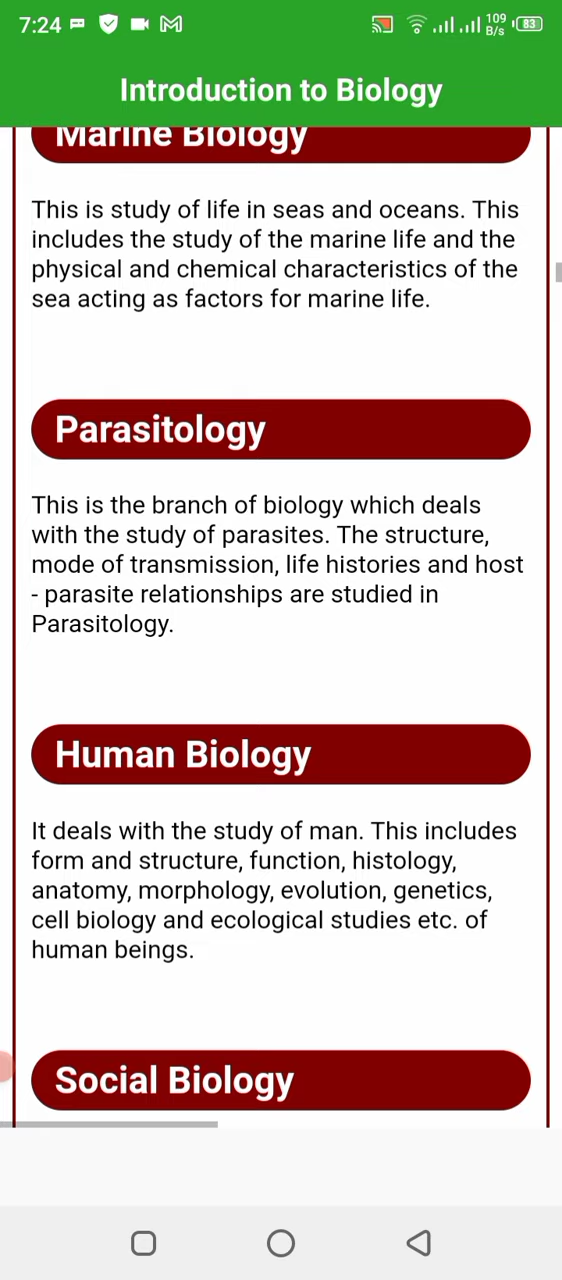 7:24
109
B/s
83
Introduction to Biology
Marine Biology
This is study of life in seas and oceans. This
includes the study of the marine life and the
physical and chemical characteristics of the
sea acting as factors for marine life.
Parasitology
This is the branch of biology which deals
with the study of parasites. The structure,
mode of transmission, life histories and host
- parasite relationships are studied in
Parasitology.
Human Biology
It deals with the study of man. This includes
form and structure, function, histology,
anatomy, morphology, evolution, genetics,
cell biology and ecological studies etc. of
human beings.
Social Biology